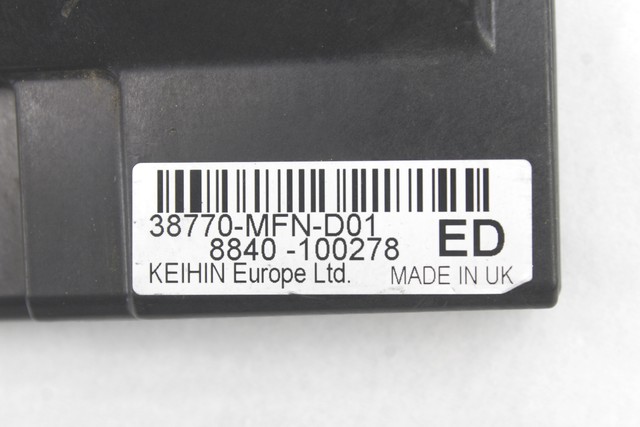 38770-MFN-D01
8840 -100278 ED
KEIHIN Europe Ltd. MADE IN UK